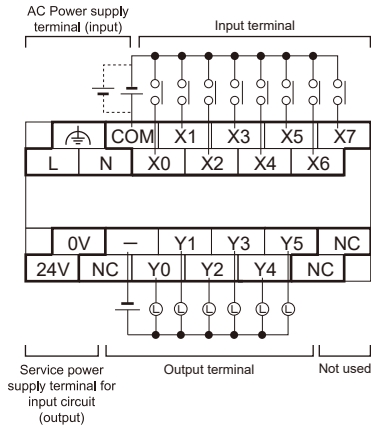 AC Power supply
terminal (input)
Input terminal
COM X1 X3 X5 X7
L N X0 X2 X4 X6
0V – Y1 Y3 Y5 NC
24V NC Y0 Y2 Y4 NC
L L L L L L
Service power
supply terminal for
input circuit
(output)
Output terminal
Not used